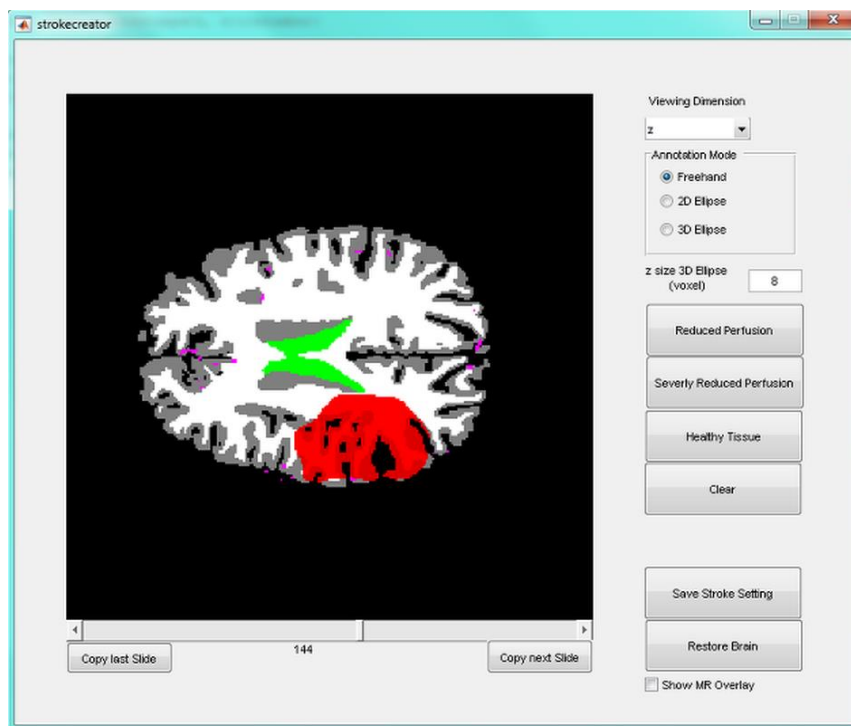 strokecreator
Viewing Dimension
z
Annotation Mode
Freehand
2D Ellipse
3D Ellipse
z size 3D Ellipse
(voxel)
8
Reduced Perfusion
Severly Reduced Perfusion
Healthy Tissue
Clear
144
Copy last Slide
Copy next Slide
Save Stroke Setting
Restore Brain
Show MR Overlay